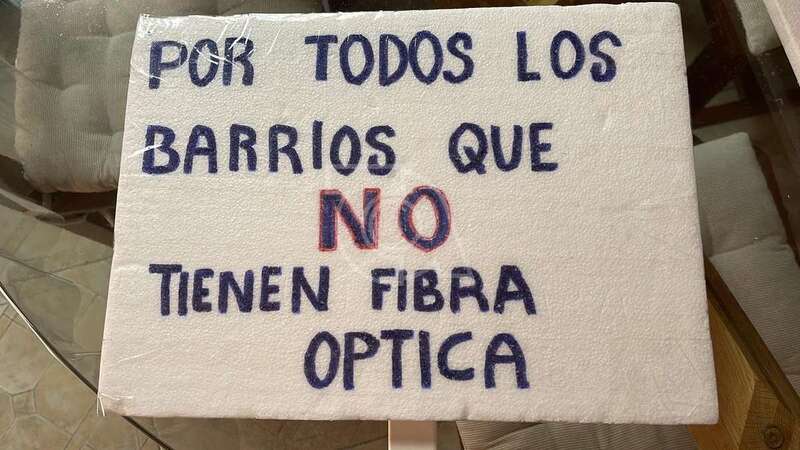 POR TODOS LOS
BARRIOS QUE
NO
TIENEN FIBRA
OPTICA